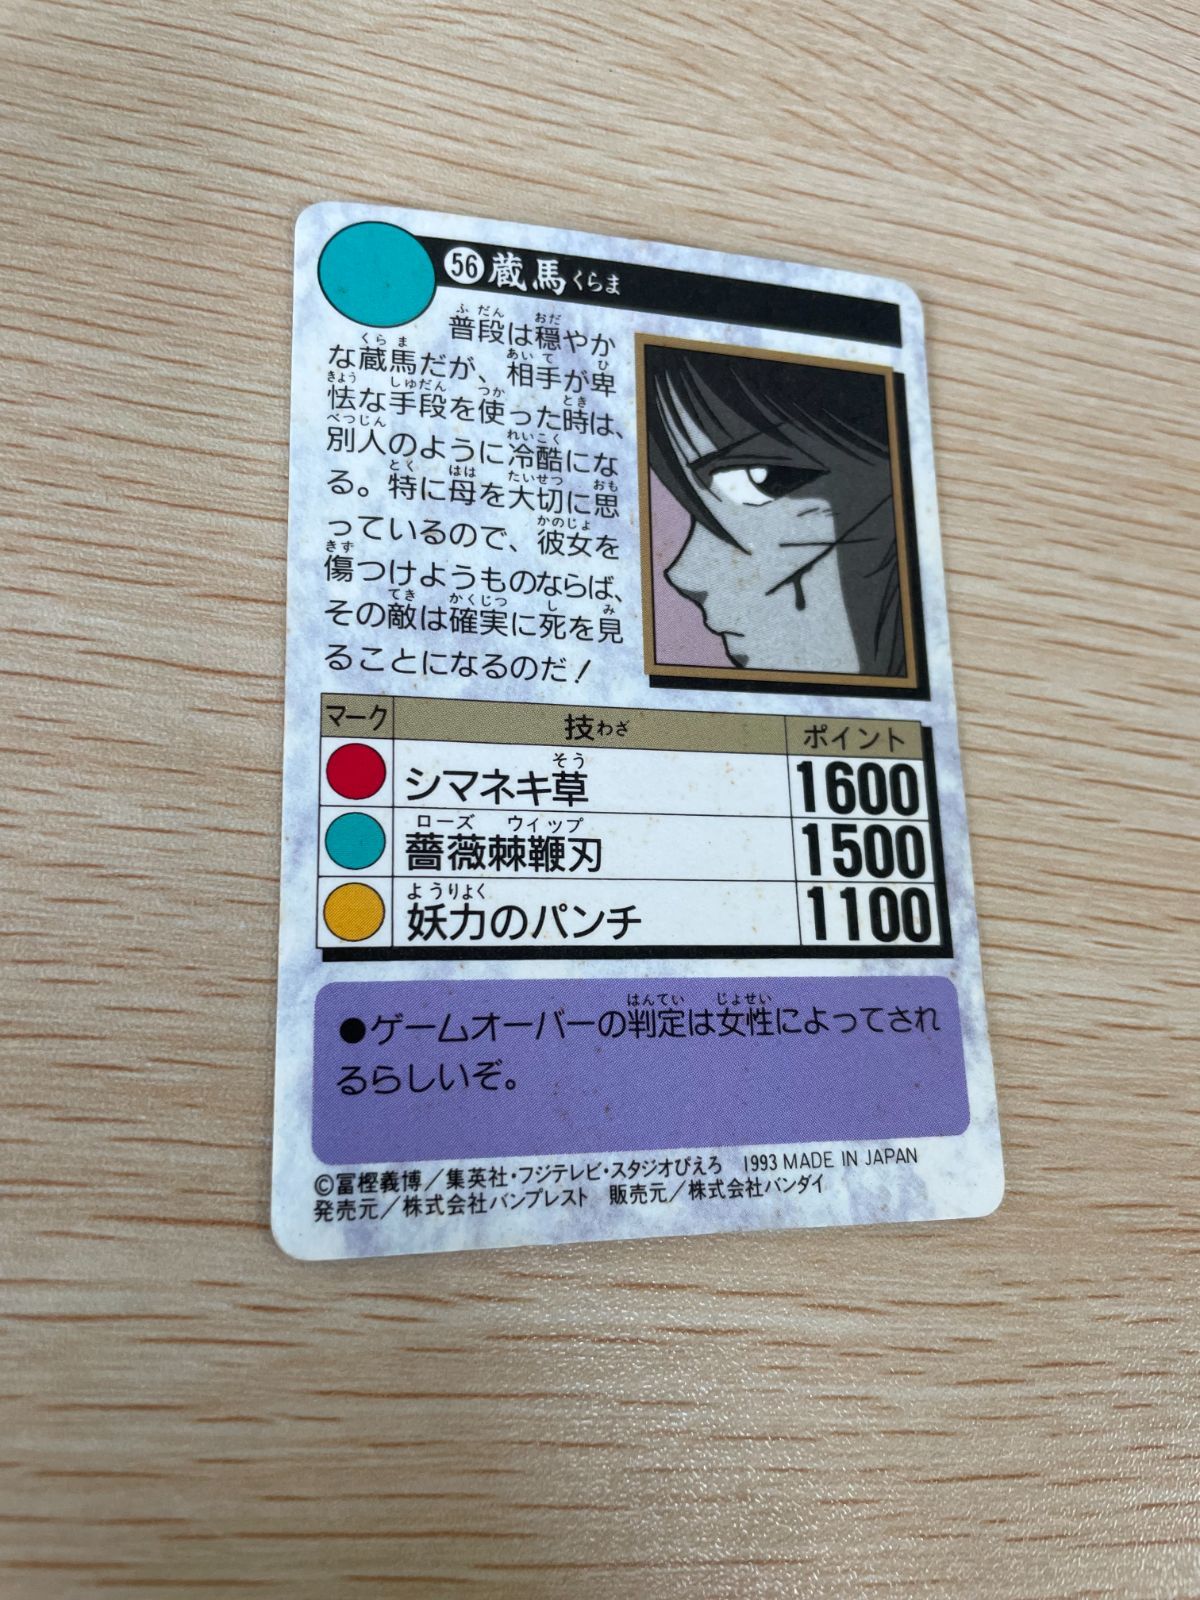 56 蔵馬 くらま
普段は穏やか
な蔵馬だが、相手が卑
怯な手段を使った時は、
別人のように冷酷にな
る。特に母を大切に思
っているので、彼女を
傷つけようものならば、
その敵は確実に死を見
ることになるのだ!
マーク 技わざ ポイント
シマネキ草 1600
薔薇棘鞭刃 1500
妖力のパンチ 1100
●ゲームオーバーの判定は女性によってされ
るらしいぞ。
©冨樫義博/集英社・フジテレビ・スタジオぴえろ 1993 MADE IN JAPAN
発売元/株式会社バンプレスト 販売元/株式会社バンダイ